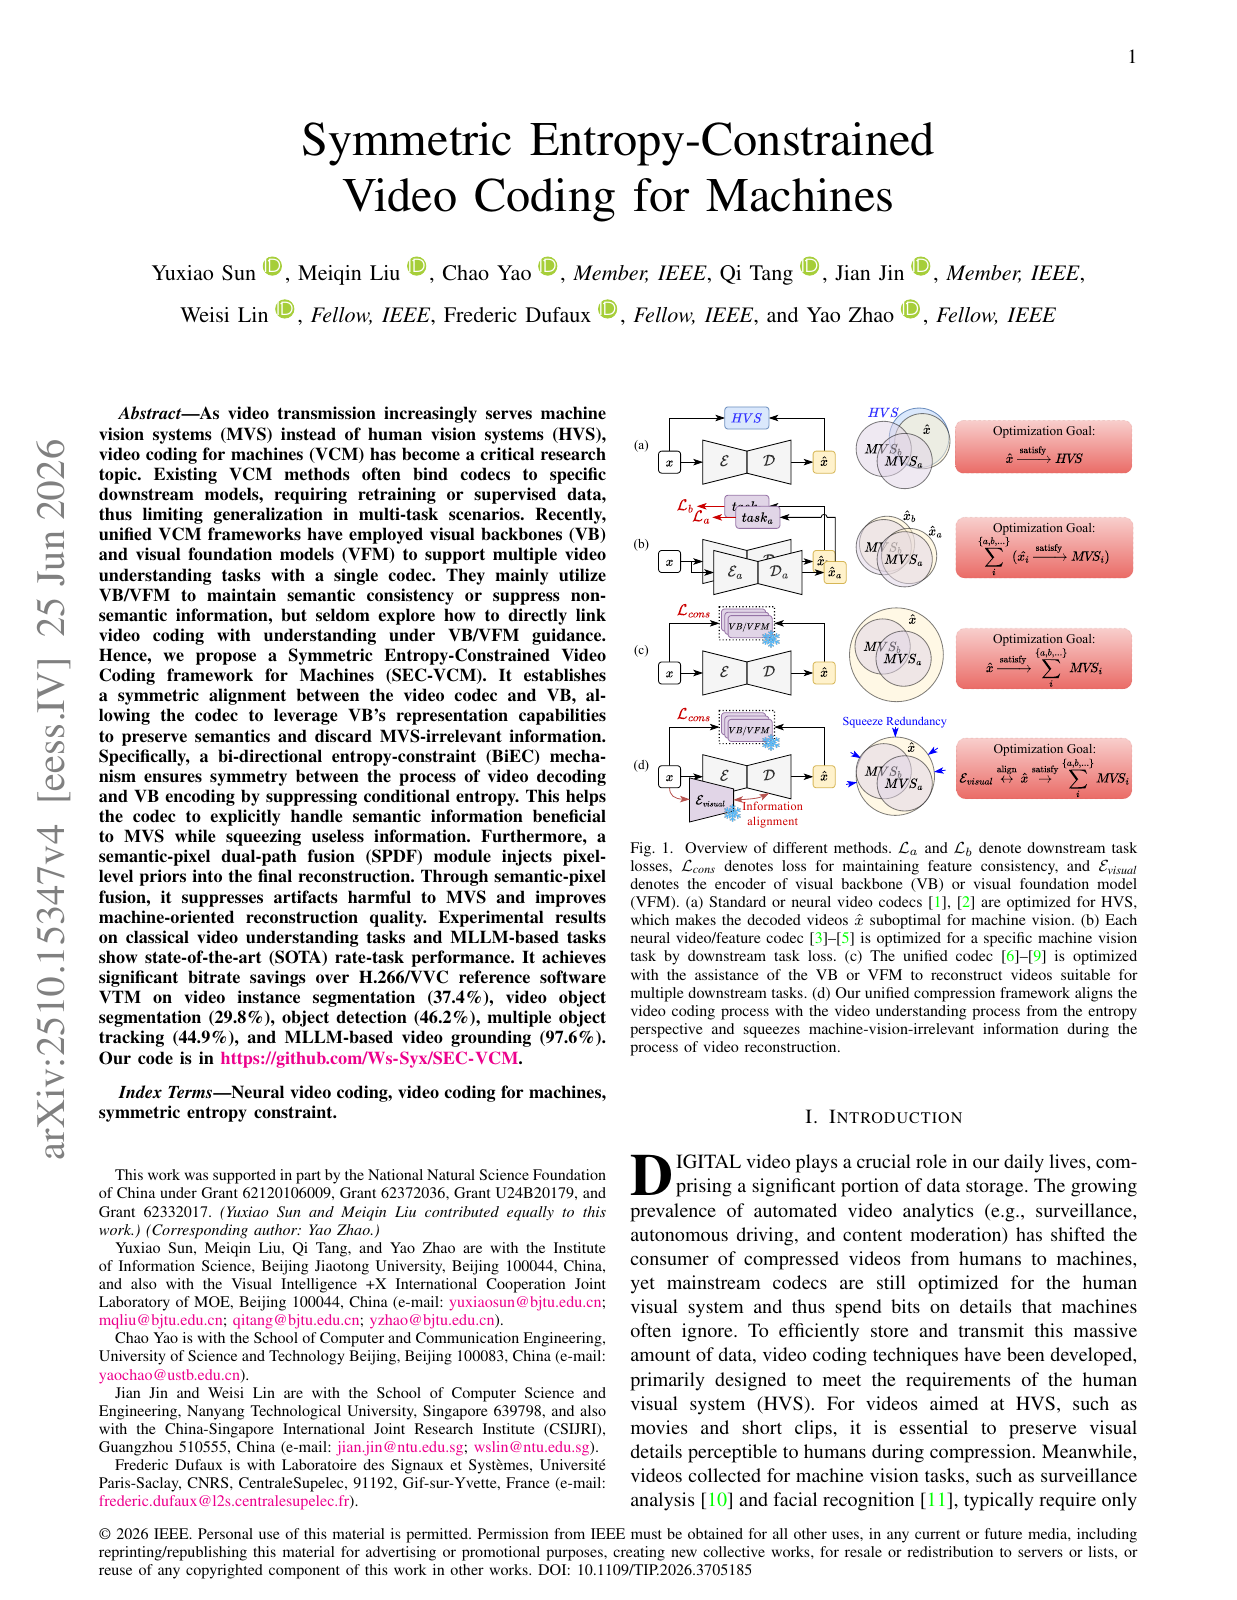 1
Symmetric Entropy-Constrained
Video Coding for Machines
Yuxiao Sun, Meiqin Liu, Chao Yao, Member, IEEE, Qi Tang, Jian Jin, Member, IEEE,
Weisi Lin, Fellow, IEEE, Frederic Dufaux, Fellow, IEEE, and Yao Zhao, Fellow, IEEE
arXiv:2510.15347v4 [eess.IV] 25 Jun 2026
Abstract—As video transmission increasingly serves machine
vision systems (MVS) instead of human vision systems (HVS),
video coding for machines (VCM) has become a critical research
topic. Existing VCM methods often bind codecs to specific
downstream models, requiring retraining or supervised data,
thus limiting generalization in multi-task scenarios. Recently,
unified VCM frameworks have employed visual backbones (VB)
and visual foundation models (VFM) to support multiple video
understanding tasks with a single codec. They mainly utilize
VB/VFM to maintain semantic consistency or suppress non-
semantic information, but seldom explore how to directly link
video coding with understanding under VB/VFM guidance.
Hence, we propose a Symmetric Entropy-Constrained Video
Coding framework for Machines (SEC-VCM). It establishes
a symmetric alignment between the video codec and VB, al-
lowing the codec to leverage VB's representation capabilities
to preserve semantics and discard MVS-irrelevant information.
Specifically, a bi-directional entropy-constraint (BiEC) mecha-
nism ensures symmetry between the process of video decoding
and VB encoding by suppressing conditional entropy. This helps
the codec to explicitly handle semantic information beneficial
to MVS while squeezing useless information. Furthermore, a
semantic-pixel dual-path fusion (SPDF) module injects pixel-
level priors into the final reconstruction. Through semantic-pixel
fusion, it suppresses artifacts harmful to MVS and improves
machine-oriented reconstruction quality. Experimental results
on classical video understanding tasks and MLLM-based tasks
show state-of-the-art (SOTA) rate-task performance. It achieves
significant bitrate savings over H.266/VVC reference software
VTM on video instance segmentation (37.4%), video object
segmentation (29.8%), object detection (46.2%), multiple object
tracking (44.9%), and MLLM-based video grounding (97.6%).
Our code is in https://github.com/Ws-Syx/SEC-VCM.
Index Terms—Neural video coding, video coding for machines,
symmetric entropy constraint.
This work was supported in part by the National Natural Science Foundation
of China under Grant 62120106009, Grant 62372036, Grant U24B20179, and
Grant 62332017. (Yuxiao Sun and Meiqin Liu contributed equally to this
work.) (Corresponding author: Yao Zhao.)
Yuxiao Sun, Meiqin Liu, Qi Tang, and Yao Zhao are with the Institute
of Information Science, Beijing Jiaotong University, Beijing 100044, China,
and also with the Visual Intelligence +X International Cooperation Joint
Laboratory of MOE, Beijing 100044, China (e-mail: yuxiaosun@bjtu.edu.cn;
mqliu@bjtu.edu.cn; qitang@bjtu.edu.cn; yzhao@bjtu.edu.cn).
Chao Yao is with the School of Computer and Communication Engineering,
University of Science and Technology Beijing, Beijing 100083, China (e-mail:
yaochao@ustb.edu.cn).
Jian Jin and Weisi Lin are with the School of Computer Science and
Engineering, Nanyang Technological University, Singapore 639798, and also
with the China-Singapore International Joint Research Institute (CSIJRI),
Guangzhou 510555, China (e-mail: jian.jin@ntu.edu.sg; wslin@ntu.edu.sg).
Frederic Dufaux is with Laboratoire des Signaux et Systèmes, Université
Paris-Saclay, CNRS, CentraleSupelec, 91192, Gif-sur-Yvette, France (e-mail:
frederic.dufaux@l2s.centralesupelec.fr).
(a) x HVS ℰ 𝒟 x̂ HVS MVS_b MVS_a x̂
Optimization Goal:
x̂ satisfy→ HVS
(b) x ℒ_b ℒ_a task_a ℰ_a 𝒟_a x̂_a MVS_b MVS_a x̂_b x̂_a
Optimization Goal:
∑_i^{a,b,...} (x̂_i satisfy→ MVS_i)
(c) x ℒ_cons VB/VFM ℰ 𝒟 x̂ MVS_b MVS_a x̂
Optimization Goal:
x̂ satisfy→ ∑_i^{a,b,...} MVS_i
(d) x ℒ_cons VB/VFM ℰ 𝒟 x̂ ℰ_visual Information alignment
Squeeze Redundancy x̂ MVS_b MVS_a
Optimization Goal:
ℰ_visual align↔ x̂ satisfy→ ∑_i^{a,b,...} MVS_i
Fig. 1. Overview of different methods. ℒ_a and ℒ_b denote downstream task
losses, ℒ_cons denotes loss for maintaining feature consistency, and ℰ_visual
denotes the encoder of visual backbone (VB) or visual foundation model
(VFM). (a) Standard or neural video codecs [1], [2] are optimized for HVS,
which makes the decoded videos x̂ suboptimal for machine vision. (b) Each
neural video/feature codec [3]–[5] is optimized for a specific machine vision
task by downstream task loss. (c) The unified codec [6]–[9] is optimized
with the assistance of the VB or VFM to reconstruct videos suitable for
multiple downstream tasks. (d) Our unified compression framework aligns the
video coding process with the video understanding process from the entropy
perspective and squeezes machine-vision-irrelevant information during the
process of video reconstruction.
I. INTRODUCTION
DIGITAL video plays a crucial role in our daily lives, com-
prising a significant portion of data storage. The growing
prevalence of automated video analytics (e.g., surveillance,
autonomous driving, and content moderation) has shifted the
consumer of compressed videos from humans to machines,
yet mainstream codecs are still optimized for the human
visual system and thus spend bits on details that machines
often ignore. To efficiently store and transmit this massive
amount of data, video coding techniques have been developed,
primarily designed to meet the requirements of the human
visual system (HVS). For videos aimed at HVS, such as
movies and short clips, it is essential to preserve visual
details perceptible to humans during compression. Meanwhile,
videos collected for machine vision tasks, such as surveillance
analysis [10] and facial recognition [11], typically require only
© 2026 IEEE. Personal use of this material is permitted. Permission from IEEE must be obtained for all other uses, in any current or future media, including
reprinting/republishing this material for advertising or promotional purposes, creating new collective works, for resale or redistribution to servers or lists, or
reuse of any copyrighted component of this work in other works. DOI: 10.1109/TIP.2026.3705185